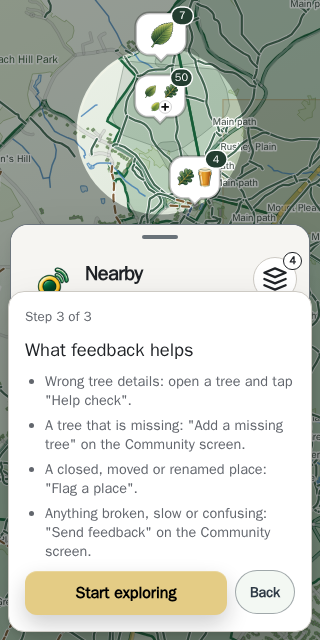 7
Main p
ach Hill Park
50
Main path
n's Hill
Rushey Plain
4
Main path
Mount Plea
Main path
4
Nearby
Step 3 of 3
What feedback helps
• Wrong tree details: open a tree and tap
"Help check".
• A tree that is missing: "Add a missing
tree" on the Community screen.
• A closed, moved or renamed place:
"Flag a place".
• Anything broken, slow or confusing:
"Send feedback" on the Community
screen.
Start exploring
Back